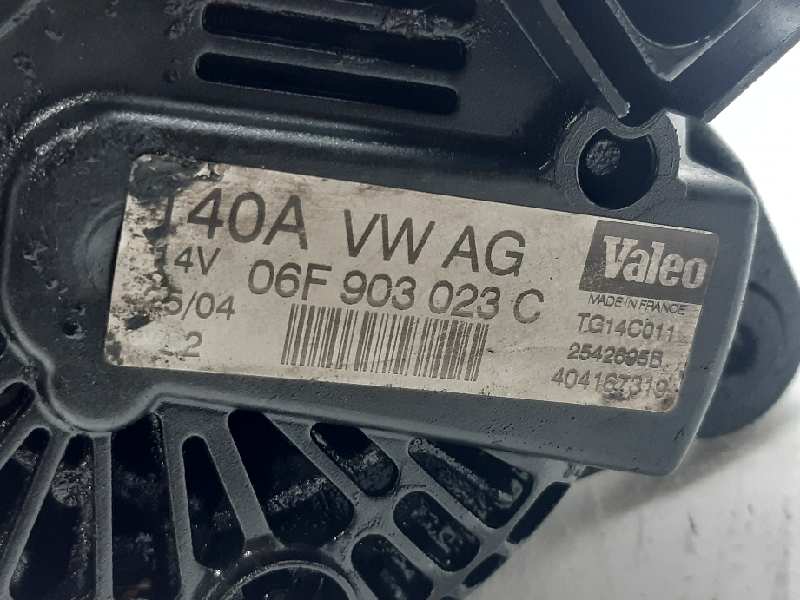 140A VW AG
14V 06F 903 023 C
5/04
2
Valeo
MADE IN FRANCE
TG14C011
2542695B
404167319